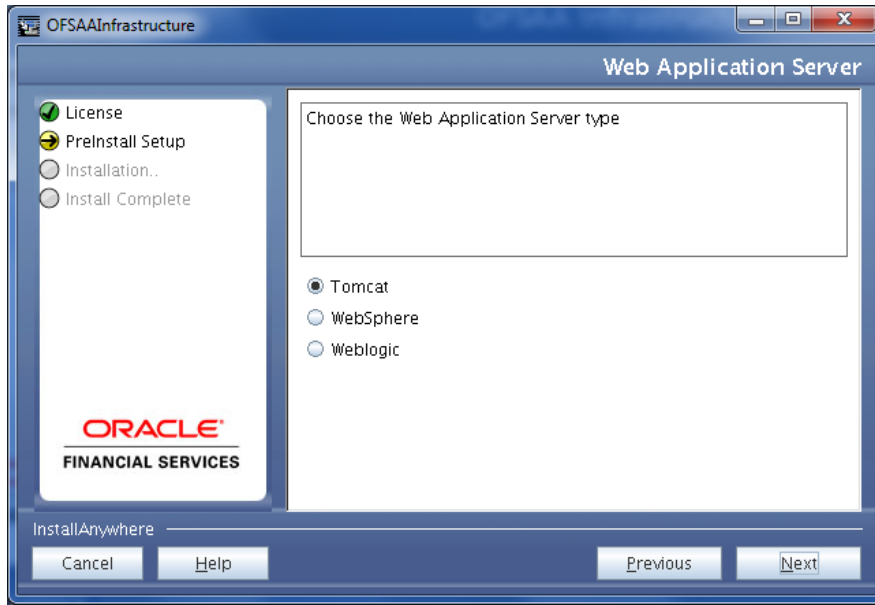 OFSAAInfrastructure
Web Application Server
License
PreInstall Setup
Installation..
Install Complete
ORACLE®
FINANCIAL SERVICES
Choose the Web Application Server type
Tomcat
WebSphere
Weblogic
InstallAnywhere
Cancel
Help
Previous
Next